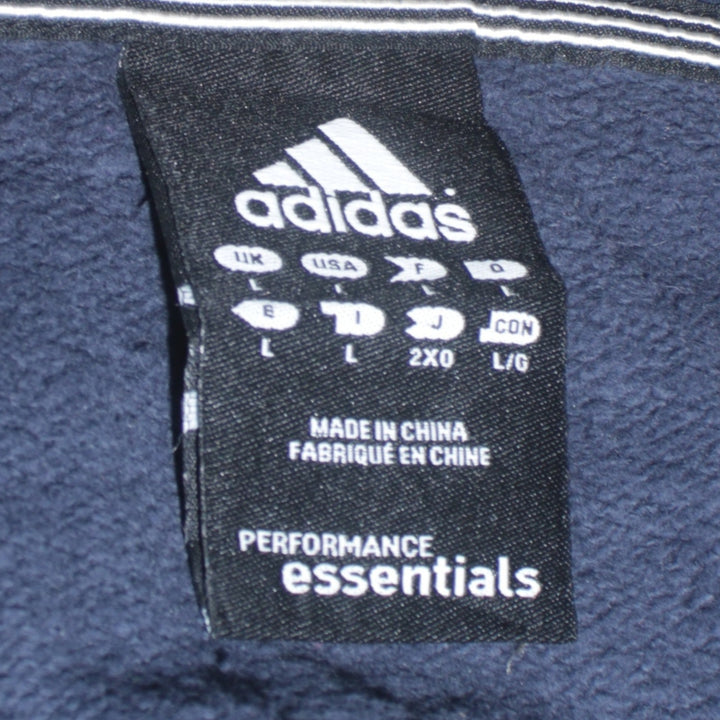 adidas
UK USA F D
L L L L
E I J CON
L L 2XO L/G
MADE IN CHINA
FABRIQUÉ EN CHINE
PERFORMANCE
essentials